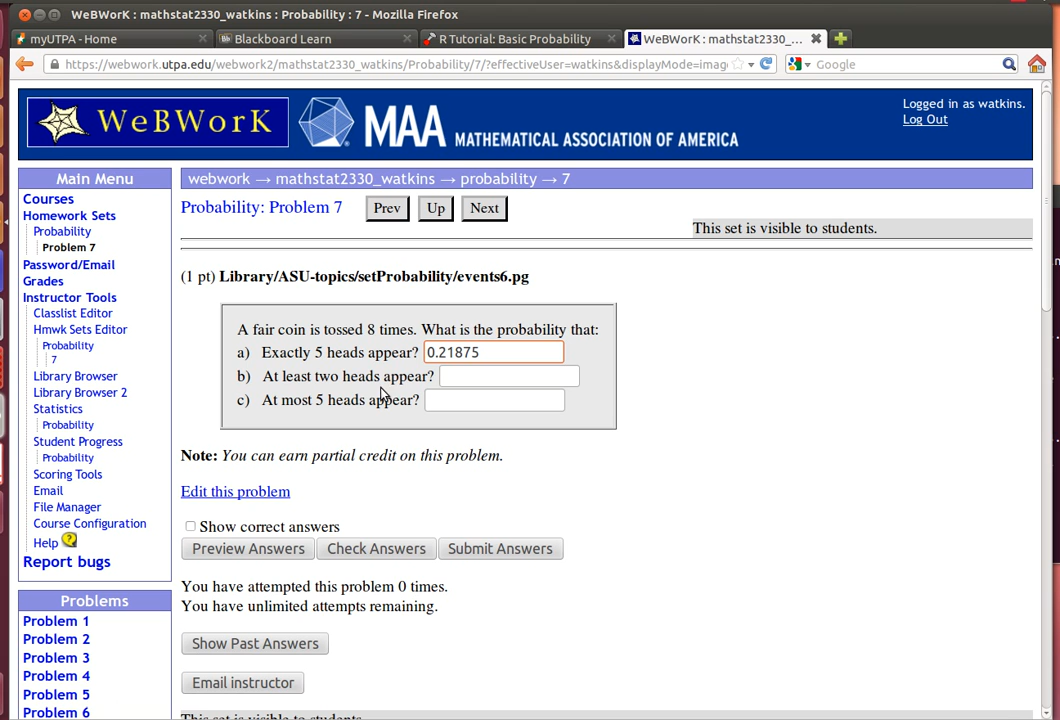 WeBWorK : mathstat2330_watkins : Probability : 7 - Mozilla Firefox
myUTPA - Home
Blackboard Learn
R Tutorial: Basic Probability
WeBWorK : mathstat2330_...
https://webwork.utpa.edu/webwork2/mathstat2330_watkins/Probability/7/?effectiveUser=watkins&displayMode=imag
Google
WeBWorK
MAA MATHEMATICAL ASSOCIATION OF AMERICA
Logged in as watkins.
Log Out
Main Menu
Courses
Homework Sets
Probability
Problem 7
Password/Email
Grades
Instructor Tools
Classlist Editor
Hmwk Sets Editor
Probability
7
Library Browser
Library Browser 2
Statistics
Probability
Student Progress
Probability
Scoring Tools
Email
File Manager
Course Configuration
Help
Report bugs
Problems
Problem 1
Problem 2
Problem 3
Problem 4
Problem 5
Problem 6
webwork → mathstat2330_watkins → probability → 7
Probability: Problem 7
Prev Up Next
This set is visible to students.
(1 pt) Library/ASU-topics/setProbability/events6.pg
A fair coin is tossed 8 times. What is the probability that:
a) Exactly 5 heads appear? 0.21875
b) At least two heads appear?
c) At most 5 heads appear?
Note: You can earn partial credit on this problem.
Edit this problem
Show correct answers
Preview Answers Check Answers Submit Answers
You have attempted this problem 0 times.
You have unlimited attempts remaining.
Show Past Answers
Email instructor
This set is visible to students.